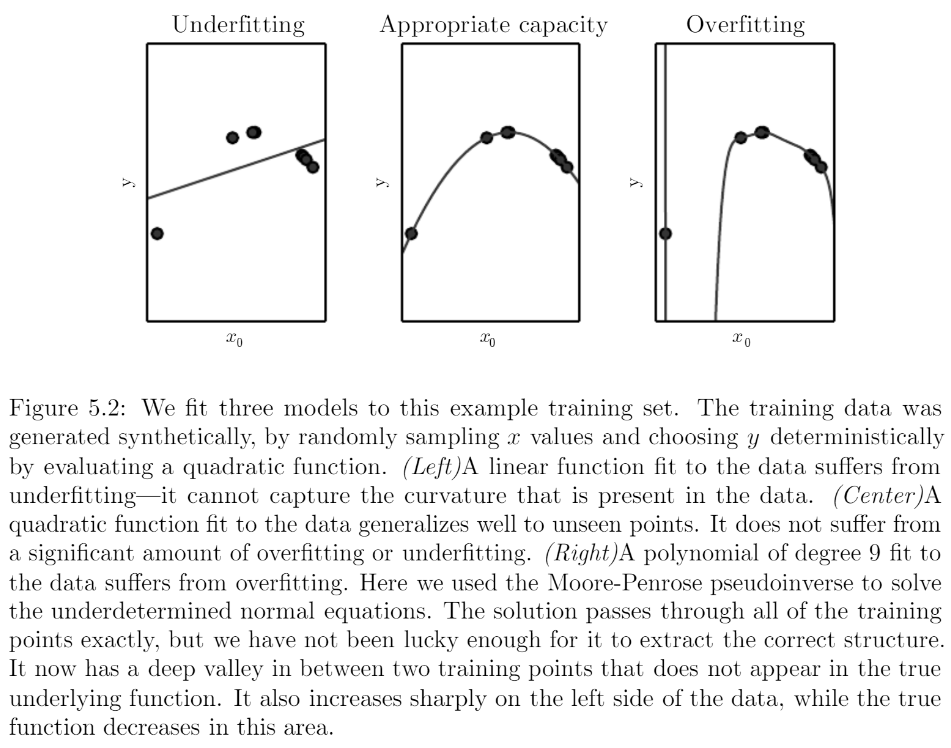 Underfitting
Appropriate capacity
Overfitting
y
y
y
x0
x0
x0
Figure 5.2: We fit three models to this example training set. The training data was
generated synthetically, by randomly sampling x values and choosing y deterministically
by evaluating a quadratic function. (Left)A linear function fit to the data suffers from
underfitting—it cannot capture the curvature that is present in the data. (Center)A
quadratic function fit to the data generalizes well to unseen points. It does not suffer from
a significant amount of overfitting or underfitting. (Right)A polynomial of degree 9 fit to
the data suffers from overfitting. Here we used the Moore-Penrose pseudoinverse to solve
the underdetermined normal equations. The solution passes through all of the training
points exactly, but we have not been lucky enough for it to extract the correct structure.
It now has a deep valley in between two training points that does not appear in the true
underlying function. It also increases sharply on the left side of the data, while the true
function decreases in this area.